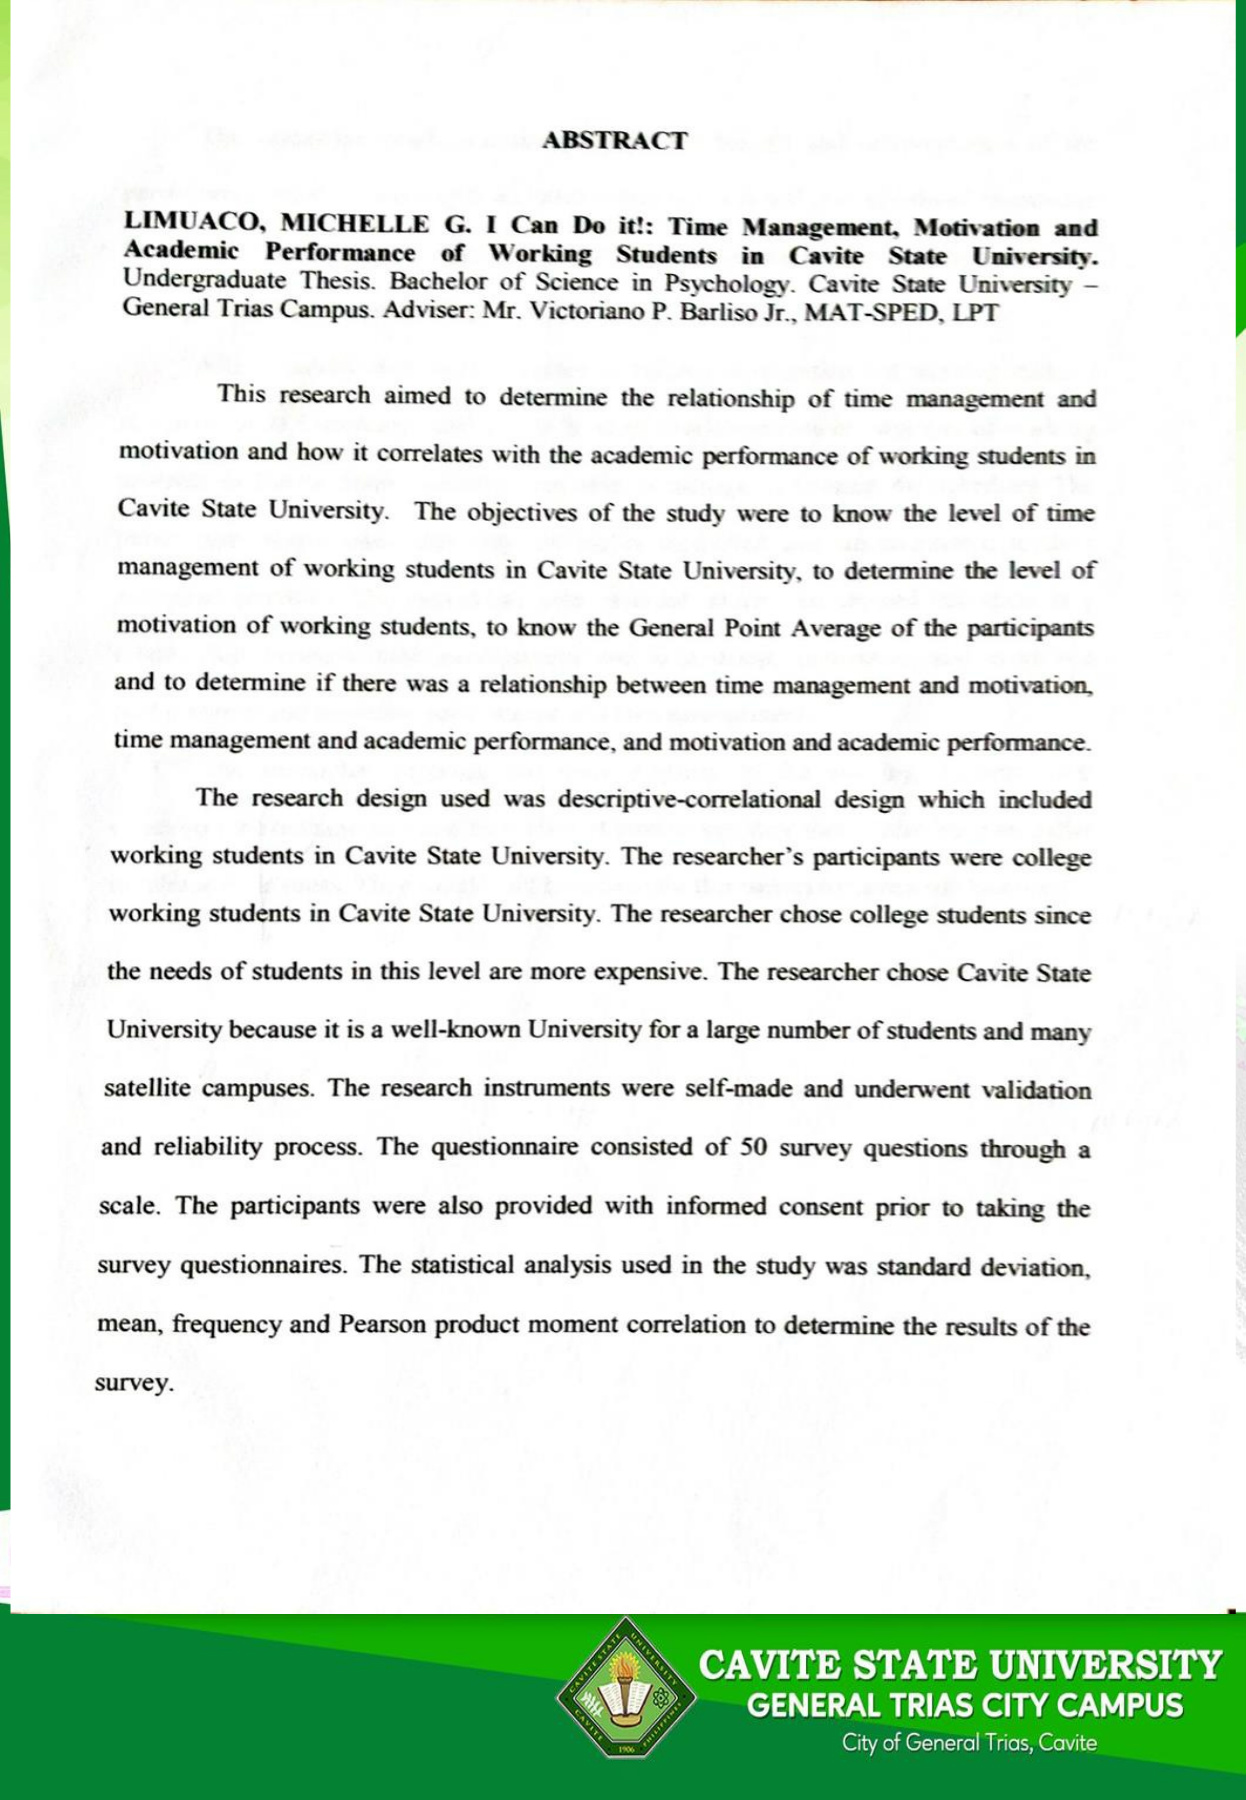 ABSTRACT
LIMUACO, MICHELLE G. I Can Do it!: Time Management, Motivation and
Academic Performance of Working Students in Cavite State University.
Undergraduate Thesis. Bachelor of Science in Psychology. Cavite State University –
General Trias Campus. Adviser: Mr. Victoriano P. Barliso Jr., MAT-SPED, LPT
This research aimed to determine the relationship of time management and
motivation and how it correlates with the academic performance of working students in
Cavite State University. The objectives of the study were to know the level of time
management of working students in Cavite State University, to determine the level of
motivation of working students, to know the General Point Average of the participants
and to determine if there was a relationship between time management and motivation,
time management and academic performance, and motivation and academic performance.
The research design used was descriptive-correlational design which included
working students in Cavite State University. The researcher's participants were college
working students in Cavite State University. The researcher chose college students since
the needs of students in this level are more expensive. The researcher chose Cavite State
University because it is a well-known University for a large number of students and many
satellite campuses. The research instruments were self-made and underwent validation
and reliability process. The questionnaire consisted of 50 survey questions through a
scale. The participants were also provided with informed consent prior to taking the
survey questionnaires. The statistical analysis used in the study was standard deviation,
mean, frequency and Pearson product moment correlation to determine the results of the
survey.
CAVITE STATE UNIVERSITY
CAVITE
PHILIPPINES
1906
CAVITE STATE UNIVERSITY
GENERAL TRIAS CITY CAMPUS
City of General Trias, Cavite